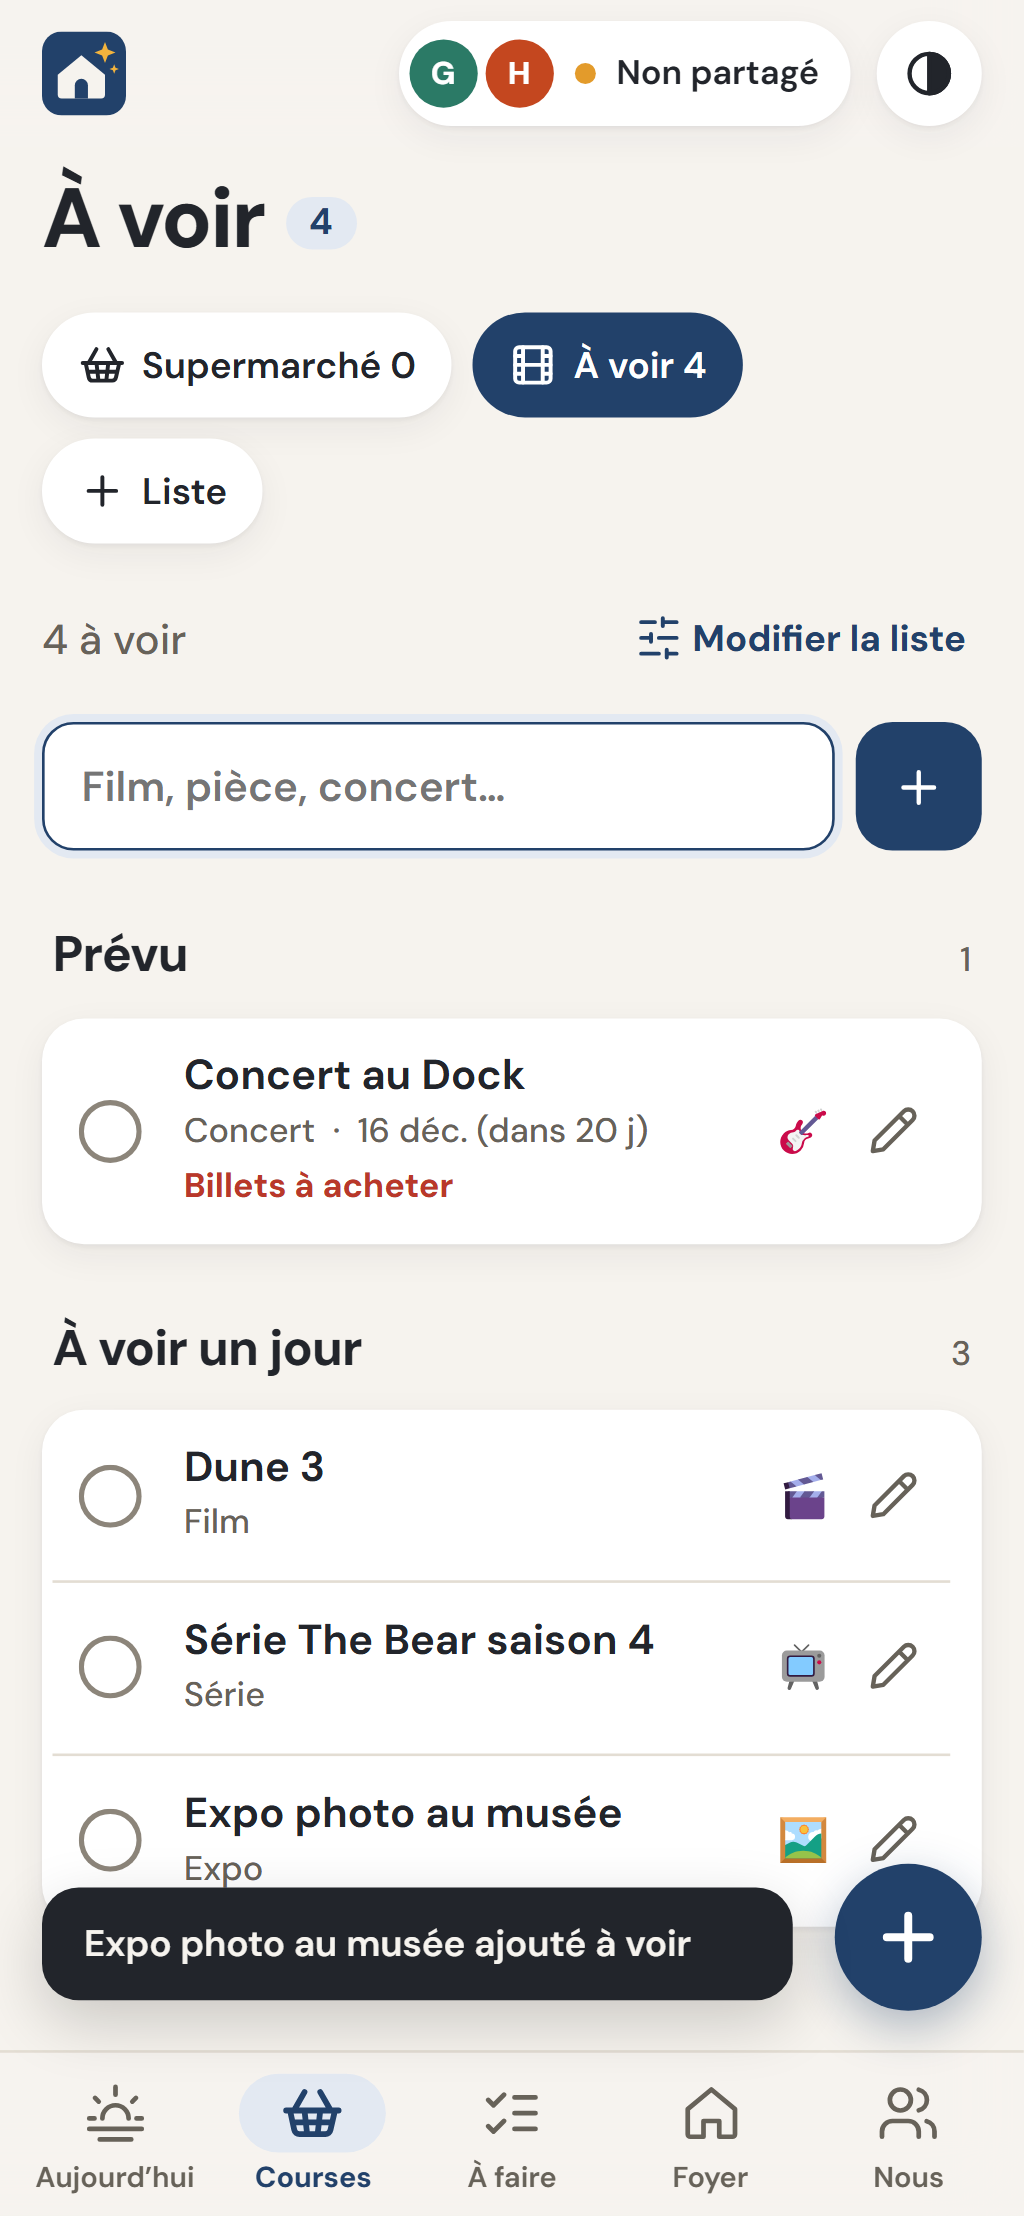 G H Non partagé
À voir 4
Supermarché 0
À voir 4
Liste
4 à voir
Modifier la liste
Film, pièce, concert...
Prévu 1
Concert au Dock
Concert · 16 déc. (dans 20 j)
Billets à acheter
À voir un jour 3
Dune 3
Film
Série The Bear saison 4
Série
Expo photo au musée
Expo
Expo photo au musée ajouté à voir
Aujourd’hui
Courses
À faire
Foyer
Nous